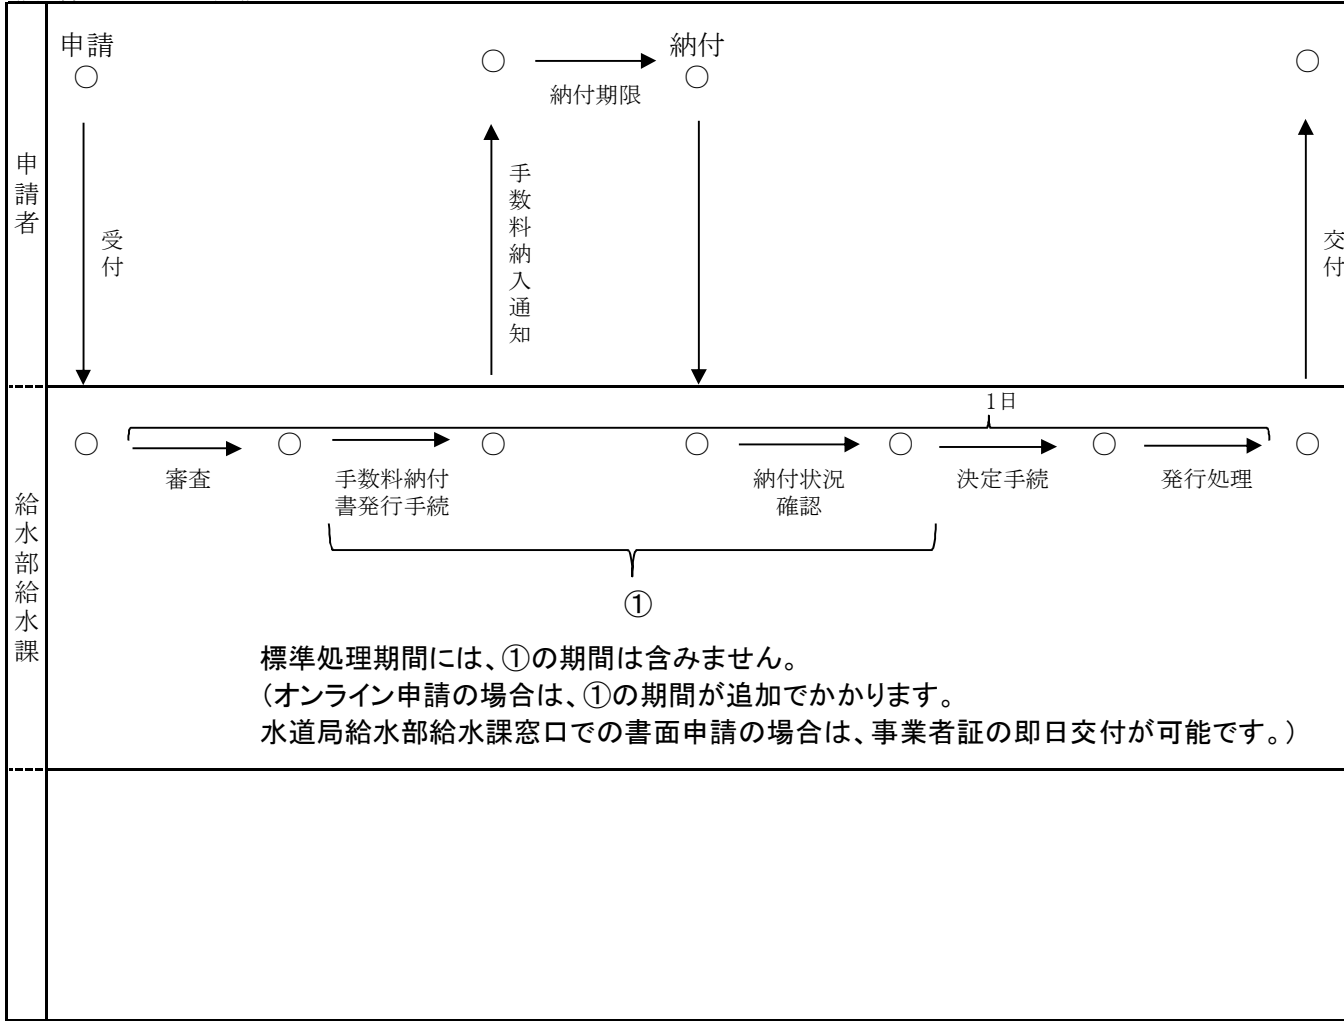 申請
納付
納付期限
申請者
受付
手数料納入通知
交付
1日
審査
手数料納付
書発行手続
納付状況
確認
決定手続
発行処理
給水部給水課
①
標準処理期間には、①の期間は含みません。
（オンライン申請の場合は、①の期間が追加でかかります。
水道局給水部給水課窓口での書面申請の場合は、事業者証の即日交付が可能です。）